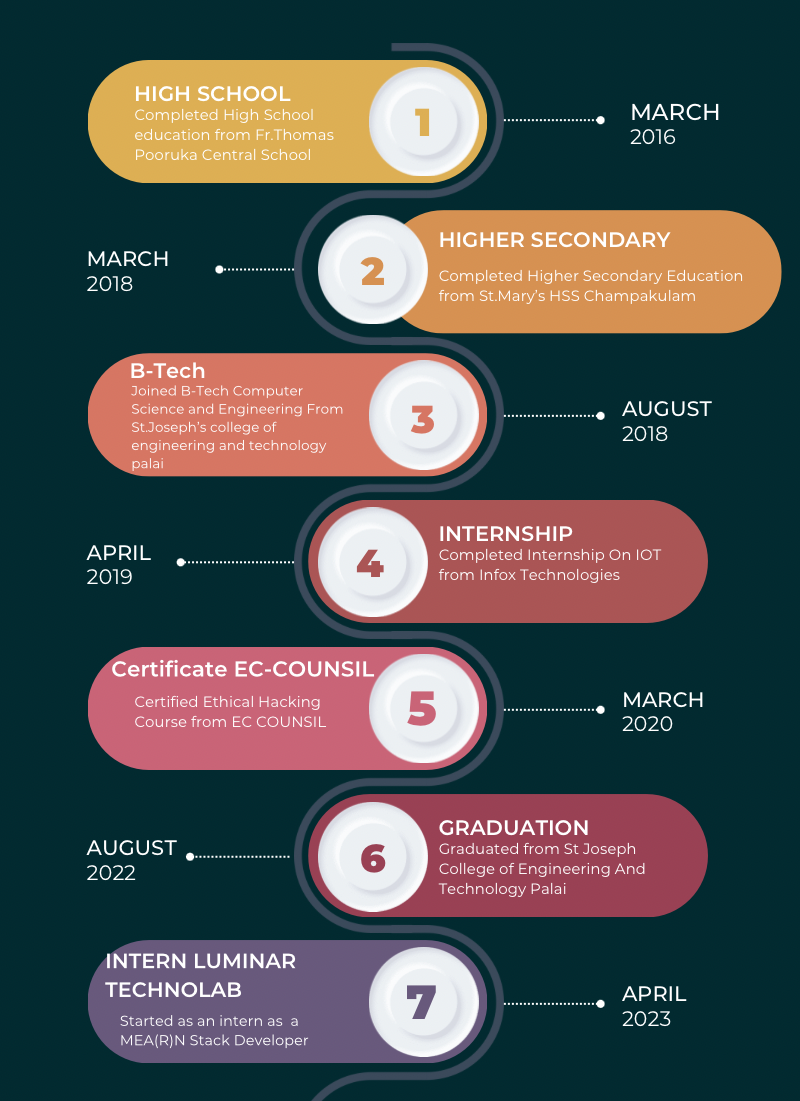 HIGH SCHOOL
Completed High School
education from Fr.Thomas
Pooruka Central School
1
MARCH
2016
MARCH
2018
2
HIGHER SECONDARY
Completed Higher Secondary Education
from St.Mary’s HSS Champakulam
B-Tech
Joined B-Tech Computer
Science and Engineering From
St.Joseph’s college of
engineering and technology
palai
3
AUGUST
2018
APRIL
2019
4
INTERNSHIP
Completed Internship On IOT
from Infox Technologies
Certificate EC-COUNSIL
Certified Ethical Hacking
Course from EC COUNSIL
5
MARCH
2020
AUGUST
2022
6
GRADUATION
Graduated from St Joseph
College of Engineering And
Technology Palai
INTERN LUMINAR
TECHNOLAB
Started as an intern as  a
MEA(R)N Stack Developer
7
APRIL
2023